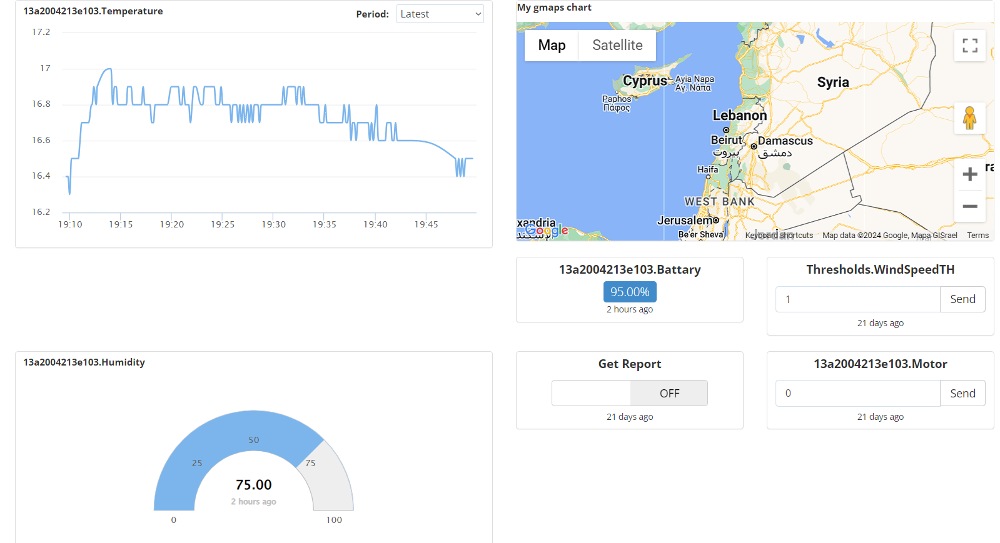 13a2004213e103.Temperature
Period: Latest
17.2
17
16.8
16.6
16.4
16.2
19:10 19:15 19:20 19:25 19:30 19:35 19:40 19:45
My gmaps chart
Map Satellite
Cyprus
Ayia Napa
Αγ. Νάπα
Paphos
Πάφος
Syria
Lebanon
Beirut
بيروت
Damascus
دمشق
Haifa
WEST BANK
Jerusalem
Be'er Sheva
xandria
Google
Jordan
Keyboard shortcuts Map data ©2024 Google, Mapa GISrael Terms
13a2004213e103.Battary
95.00%
2 hours ago
Thresholds.WindSpeedTH
1 Send
21 days ago
13a2004213e103.Humidity
50
25 75
75.00
2 hours ago
0 100
Get Report
OFF
21 days ago
13a2004213e103.Motor
0 Send
21 days ago